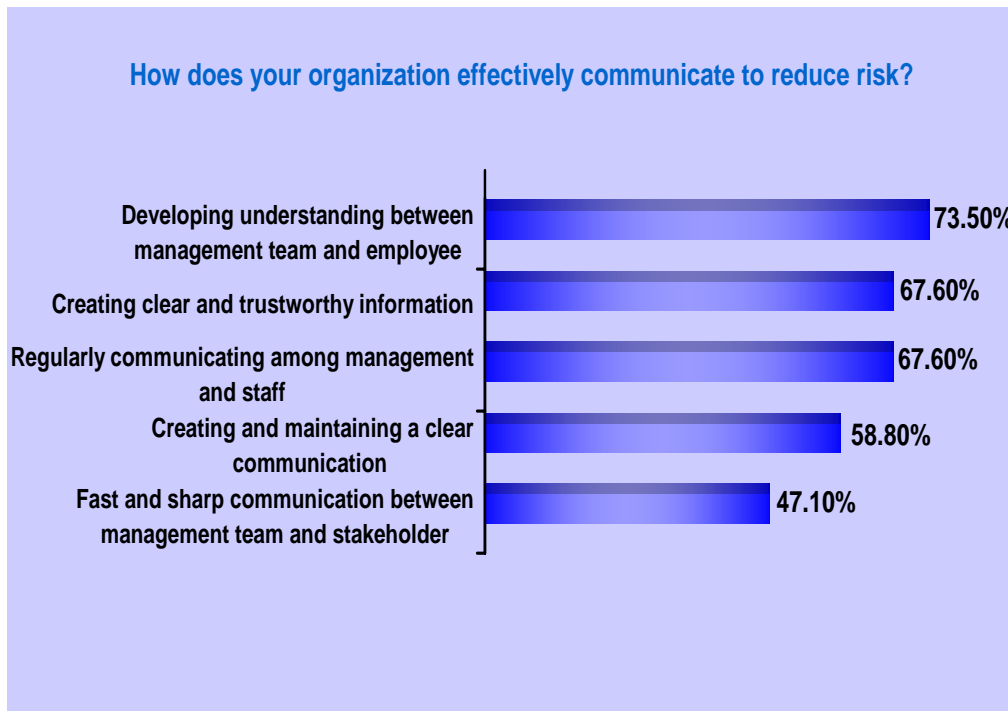 How does your organization effectively communicate to reduce risk?
Developing understanding between
management team and employee
73.50%
Creating clear and trustworthy information
67.60%
Regularly communicating among management
and staff
67.60%
Creating and maintaining a clear
communication
58.80%
Fast and sharp communication between
management team and stakeholder
47.10%